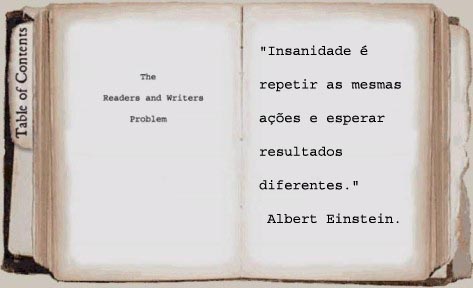 Table of Contents
The
Readers and Writers
Problem
"Insanidade é
repetir as mesmas
ações e esperar
resultados
diferentes."
Albert Einstein.